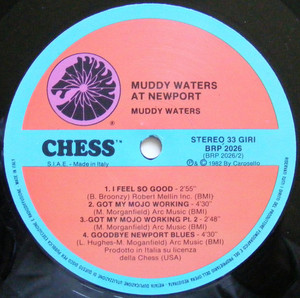 MUDDY WATERS
AT NEWPORT
MUDDY WATERS
CHESS™
S.I.A.E. - Made in Italy
STEREO 33 GIRI
BRP 2026
(BRP 2026/2)
℗ 1982 By Carosello
1. I FEEL SO GOOD - 2'55"
(B. Broonzy) Robert Mellin Inc. (BMI)
2. GOT MY MOJO WORKING - 4'30"
(M. Morganfield) Arc Music (BMI)
3. GOT MY MOJO WORKING Pt. 2 - 2'48"
(M. Morganfield) Arc Music (BMI)
4. GOODBYE NEWPORT BLUES - 4'30"
(L. Hughes-M. Morganfield) Arc Music (BMI)
Prodotto in Italia su licenza
della Chess (USA)